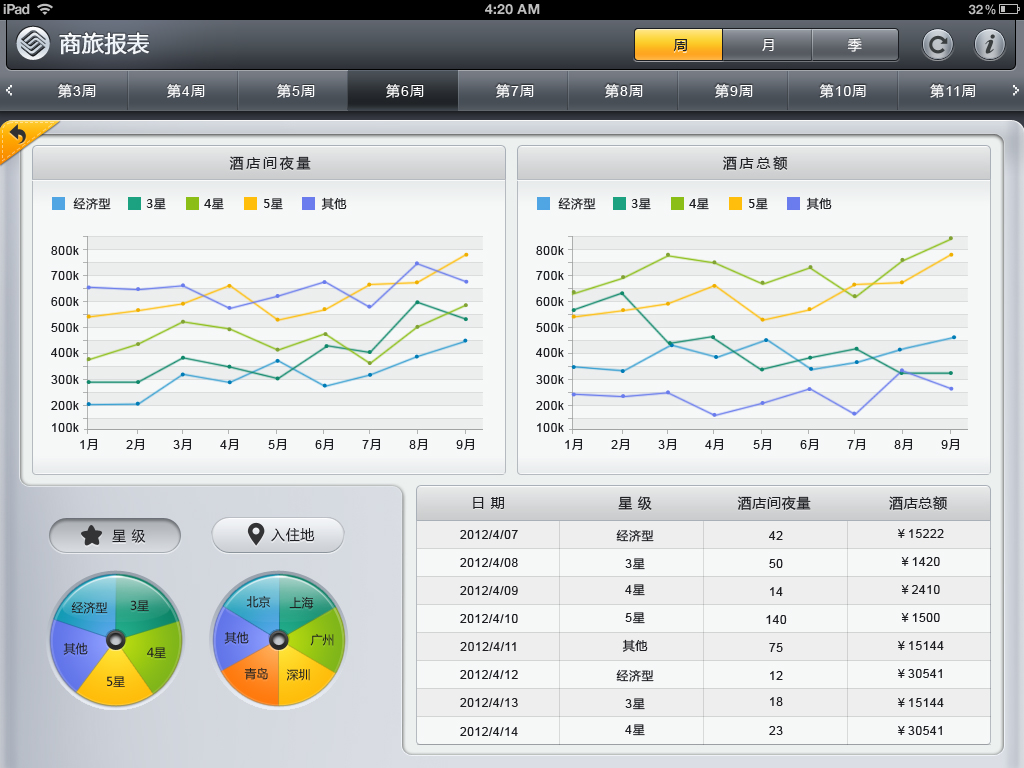 iPad 4:20 AM 32%
商旅报表 周 月 季
第3周 第4周 第5周 第6周 第7周 第8周 第9周 第10周 第11周
酒店间夜量
经济型 3星 4星 5星 其他
800k
700k
600k
500k
400k
300k
200k
100k
1月 2月 3月 4月 5月 6月 7月 8月 9月
酒店总额
经济型 3星 4星 5星 其他
800k
700k
600k
500k
400k
300k
200k
100k
1月 2月 3月 4月 5月 6月 7月 8月 9月
星 级
经济型 3星
其他 4星
5星
入住地
北京 上海
其他 广州
青岛 深圳
日 期 星 级 酒店间夜量 酒店总额
2012/4/07 经济型 42 ¥15222
2012/4/08 3星 50 ¥1420
2012/4/09 4星 14 ¥2410
2012/4/10 5星 140 ¥1500
2012/4/11 其他 75 ¥15144
2012/4/12 经济型 12 ¥30541
2012/4/13 3星 18 ¥15144
2012/4/14 4星 23 ¥30541